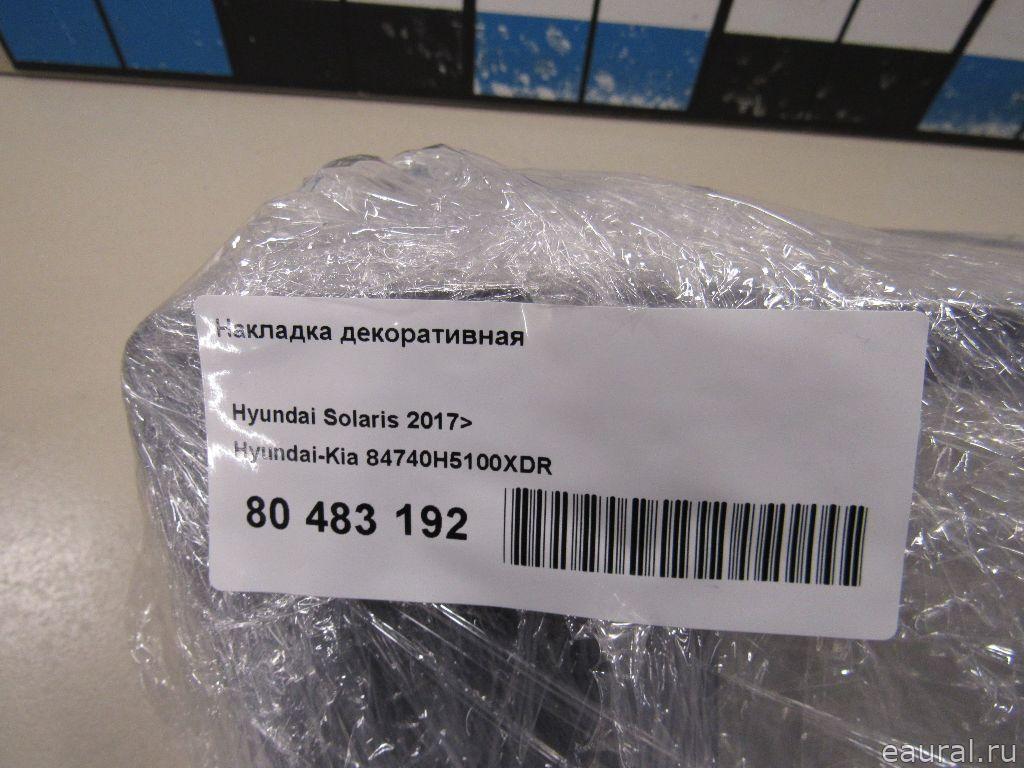 Накладка декоративная
Hyundai Solaris 2017>
Hyundai-Kia 84740H5100XDR
80 483 192
eaural.ru